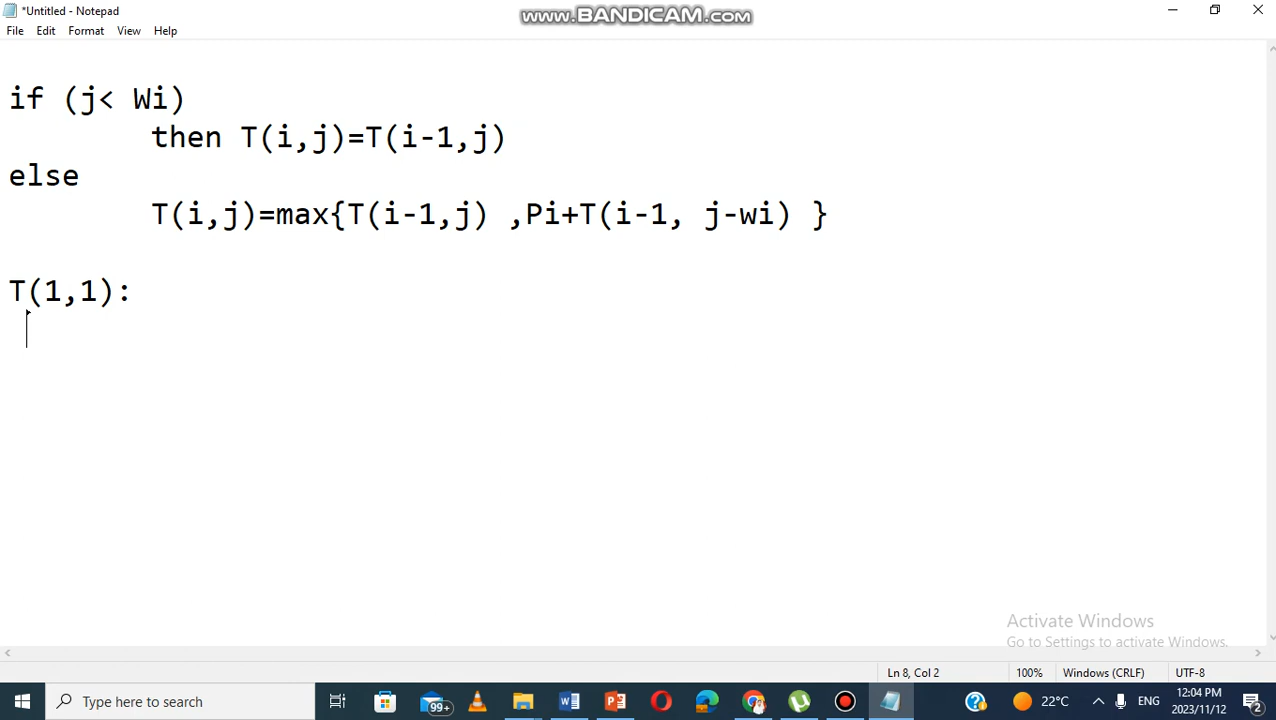 *Untitled - Notepad
www.BANDICAM.com
File Edit Format View Help
if (j< Wi)
then T(i,j)=T(i-1,j)
else
T(i,j)=max{T(i-1,j) ,Pi+T(i-1, j-wi) }
T(1,1):
Activate Windows
Go to Settings to activate Windows.
Ln 8, Col 2 100% Windows (CRLF) UTF-8
Type here to search 99+ 22°C ENG 12:04 PM
2023/11/12 2